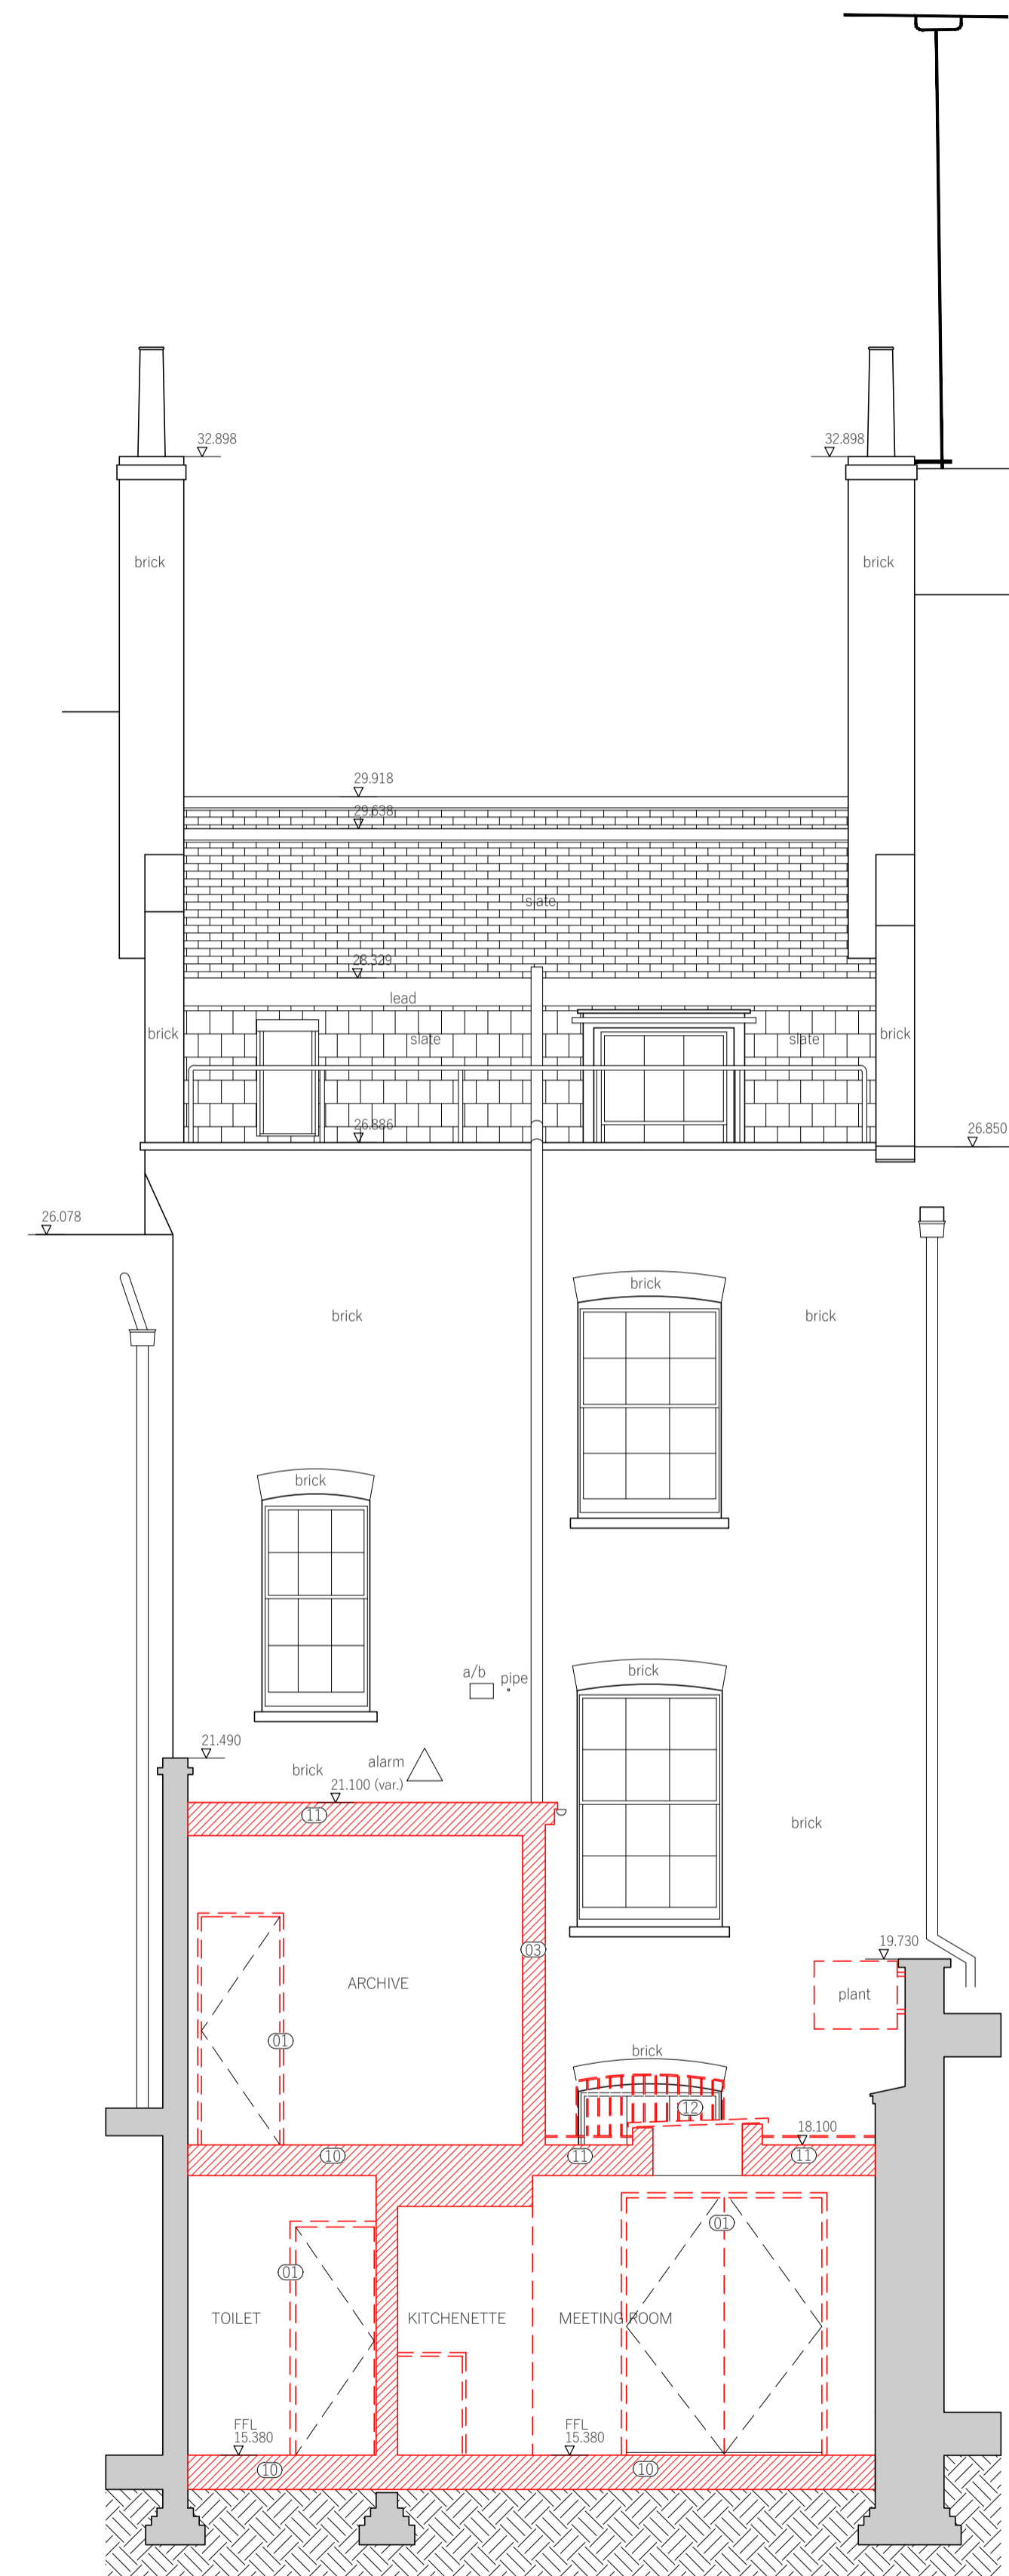 32.898
32.898
brick
brick
29.918
29.638
slate
28.329
lead
brick
slate
slate
brick
26.886
26.850
26.078
brick
brick
brick
brick
a/b
pipe
brick
21.490
alarm
brick
21.100 (var.)
11
brick
03
19.730
ARCHIVE
plant
01
brick
12
18.100
10
11
11
01
01
TOILET
KITCHENETTE
MEETING ROOM
FFL
15.380
FFL
15.380
10
10